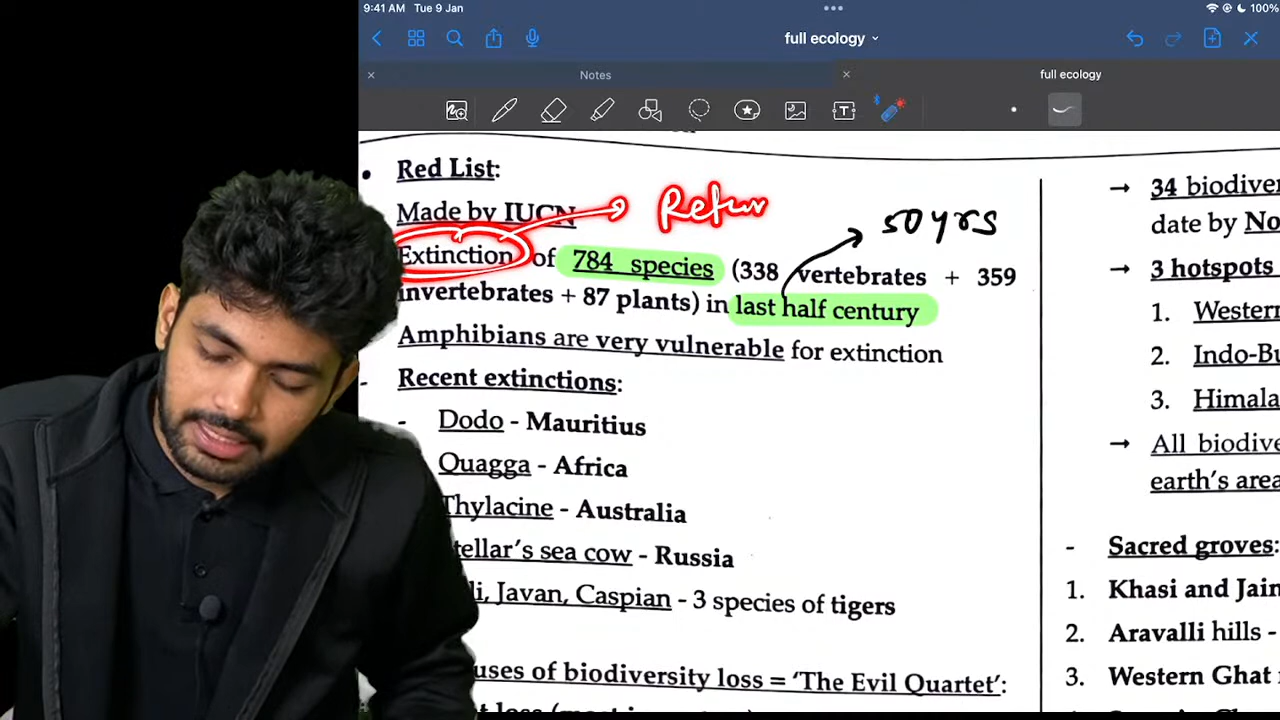 9:41 AM Tue 9 Jan
100%
full ecology
Notes
full ecology
T
Red List:
Made by IUCN
Retur
50 yrs
Extinction of 784 species (338 vertebrates + 359
invertebrates + 87 plants) in last half century
Amphibians are very vulnerable for extinction
- Recent extinctions:
- Dodo - Mauritius
Quagga - Africa
Thylacine - Australia
tellar's sea cow - Russia
li, Javan, Caspian - 3 species of tigers
uses of biodiversity loss = 'The Evil Quartet':
→ 34 biodiver
date by No
→ 3 hotspots
1. Western
2. Indo-Bu
3. Himala
→ All biodive
earth's area
- Sacred groves:
1. Khasi and Jain
2. Aravalli hills -
3. Western Ghat